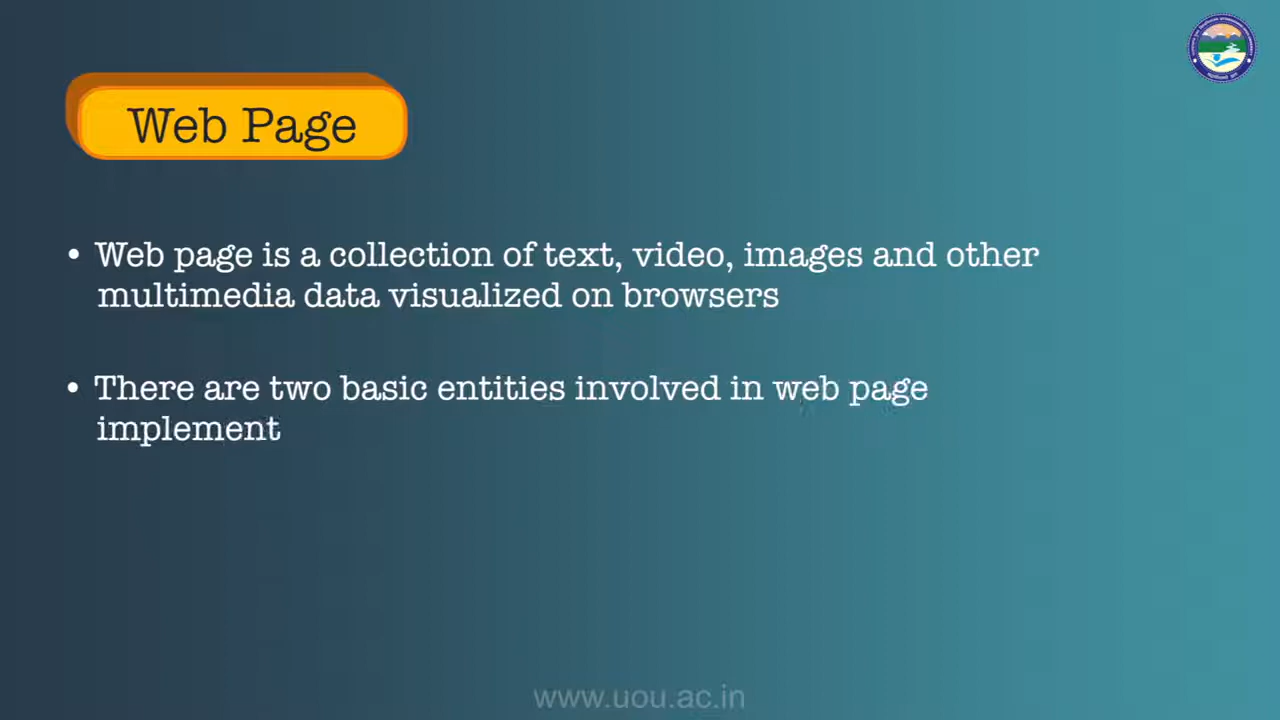 Web Page
• Web page is a collection of text, video, images and other
multimedia data visualized on browsers
• There are two basic entities involved in web page
implement
www.uou.ac.in